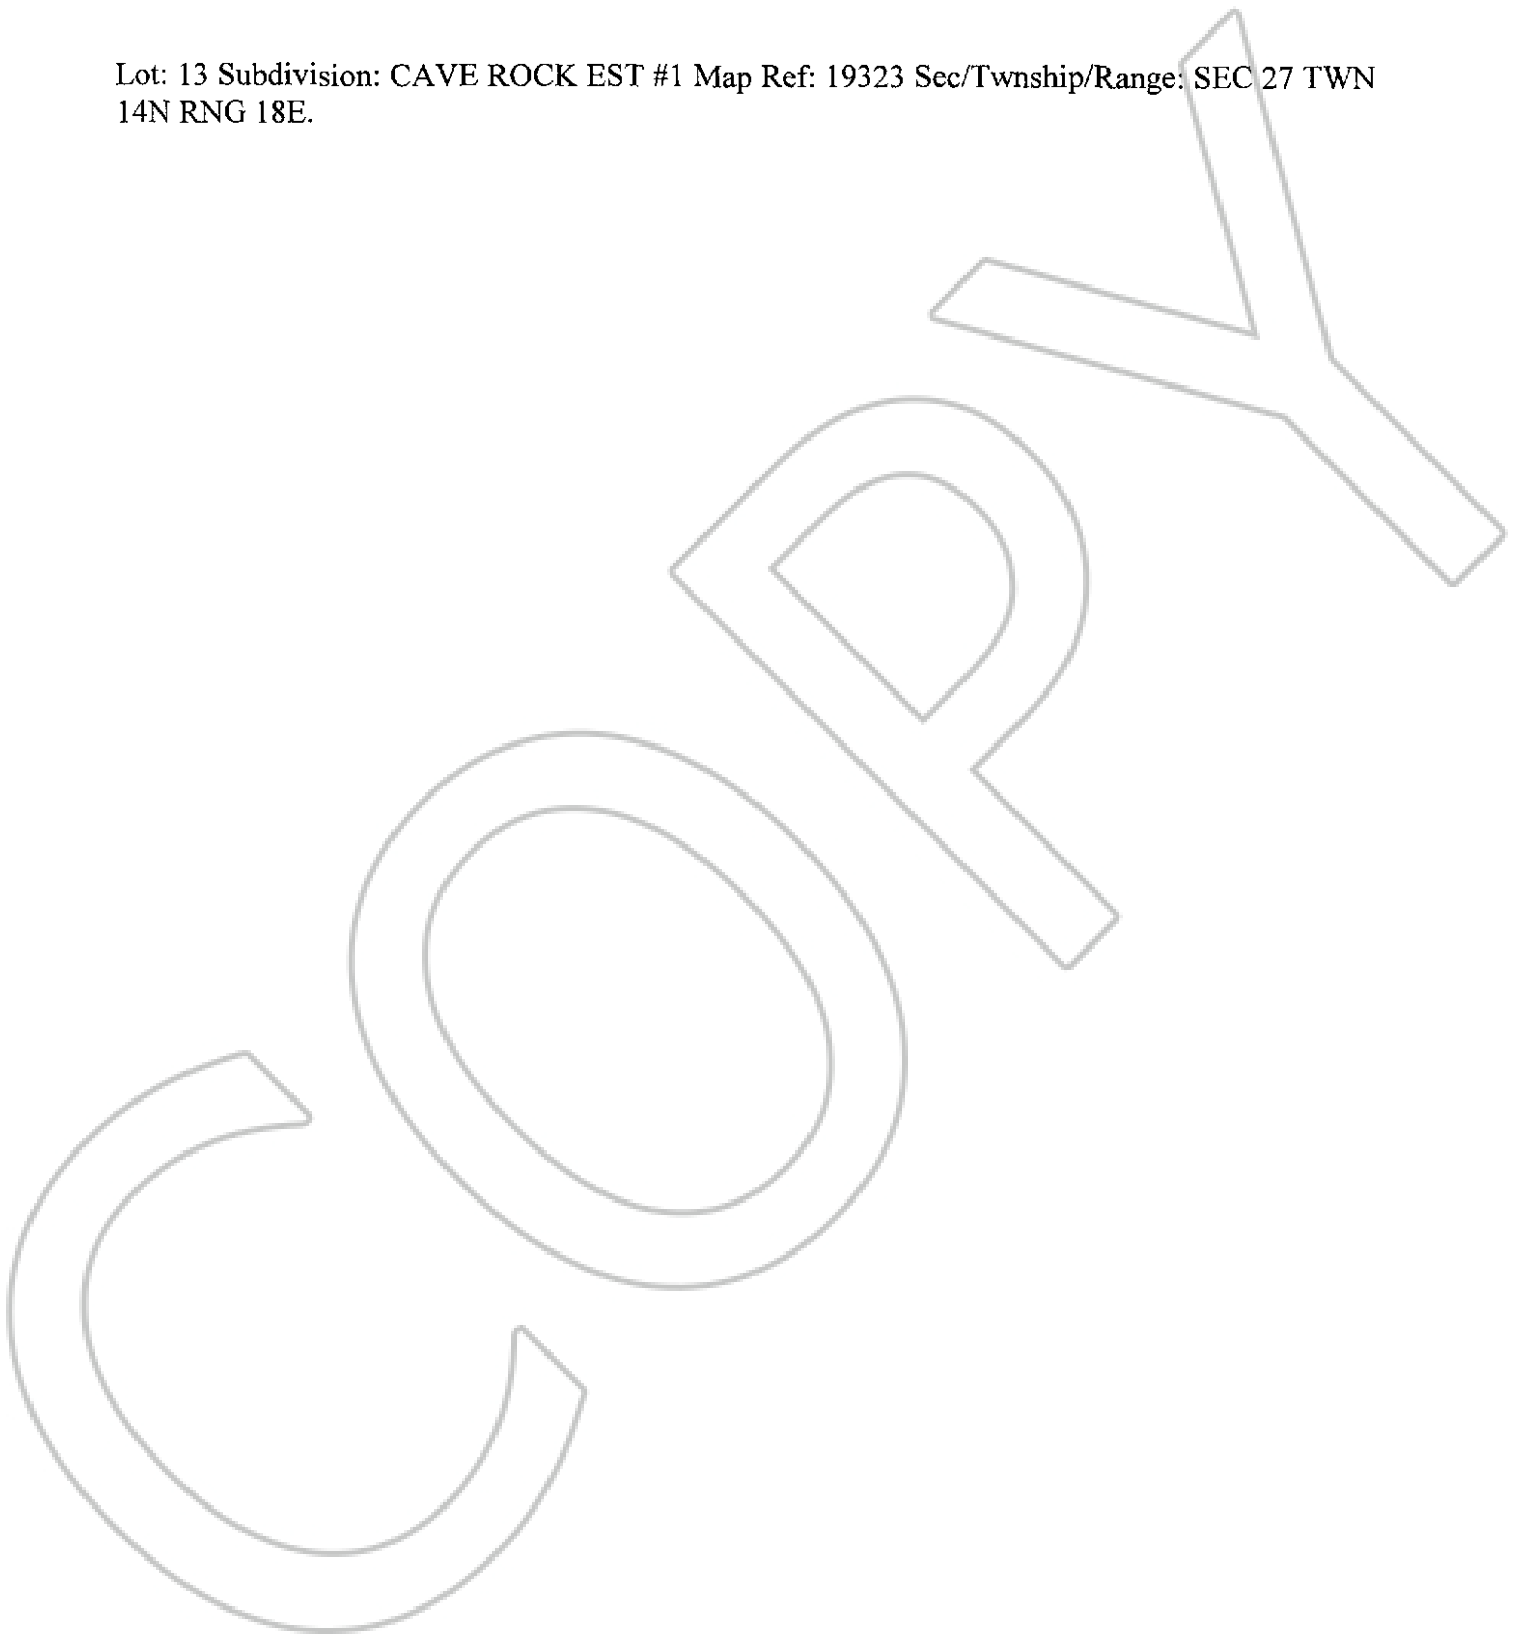 Lot: 13 Subdivision: CAVE ROCK EST #1 Map Ref: 19323 Sec/Twnship/Range: SEC 27 TWN
14N RNG 18E.
COPY